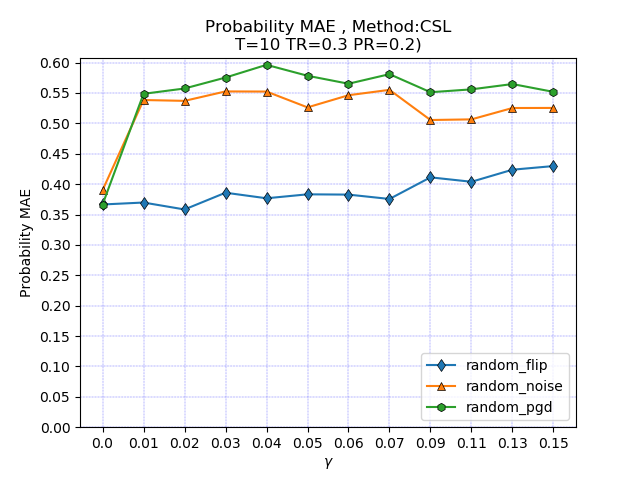 Probability MAE , Method:CSL
T=10 TR=0.3 PR=0.2)
0.60
0.55
0.50
0.45
0.40
0.35
0.30
0.25
0.20
0.15
0.10
0.05
0.00
Probability MAE
random_flip
random_noise
random_pgd
0.0 0.01 0.02 0.03 0.04 0.05 0.06 0.07 0.09 0.11 0.13 0.15
γ